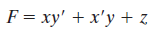 F = xy′ + x′y + z